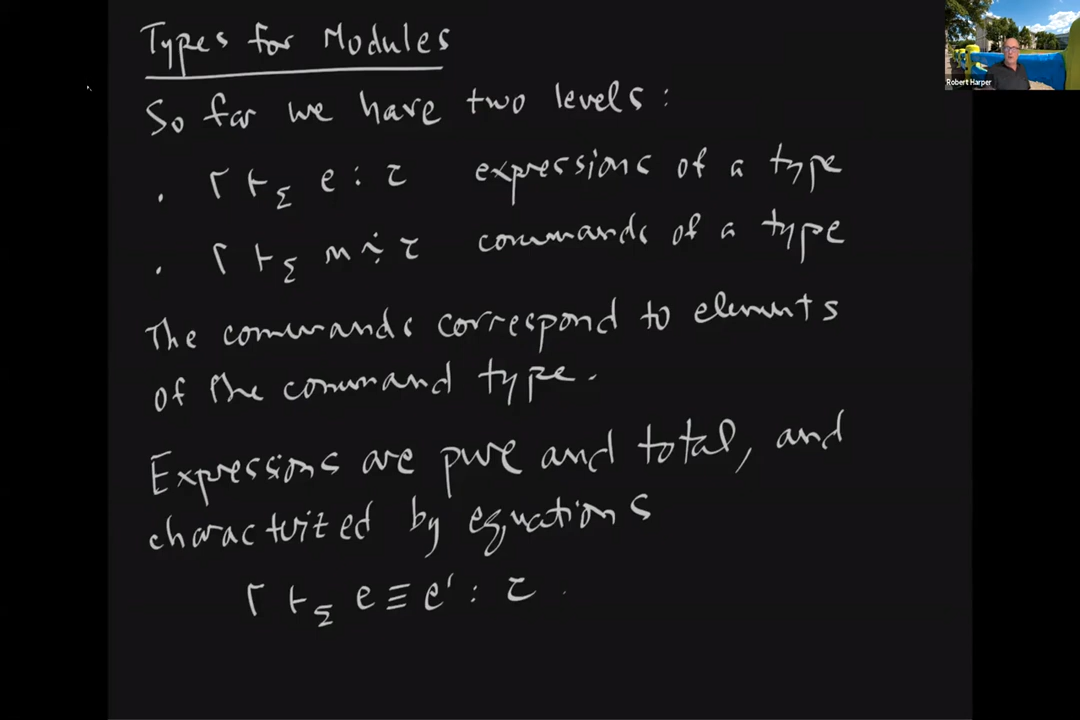 Types for Modules
So far we have two levels:
. Γ ⊢Σ e : τ expressions of a type
. Γ ⊢Σ m ∻ τ commands of a type
The commands correspond to elements
of the command type.
Expressions are pure and total, and
characterized by equations
Γ ⊢Σ e ≡ e' : τ .
Robert Harper